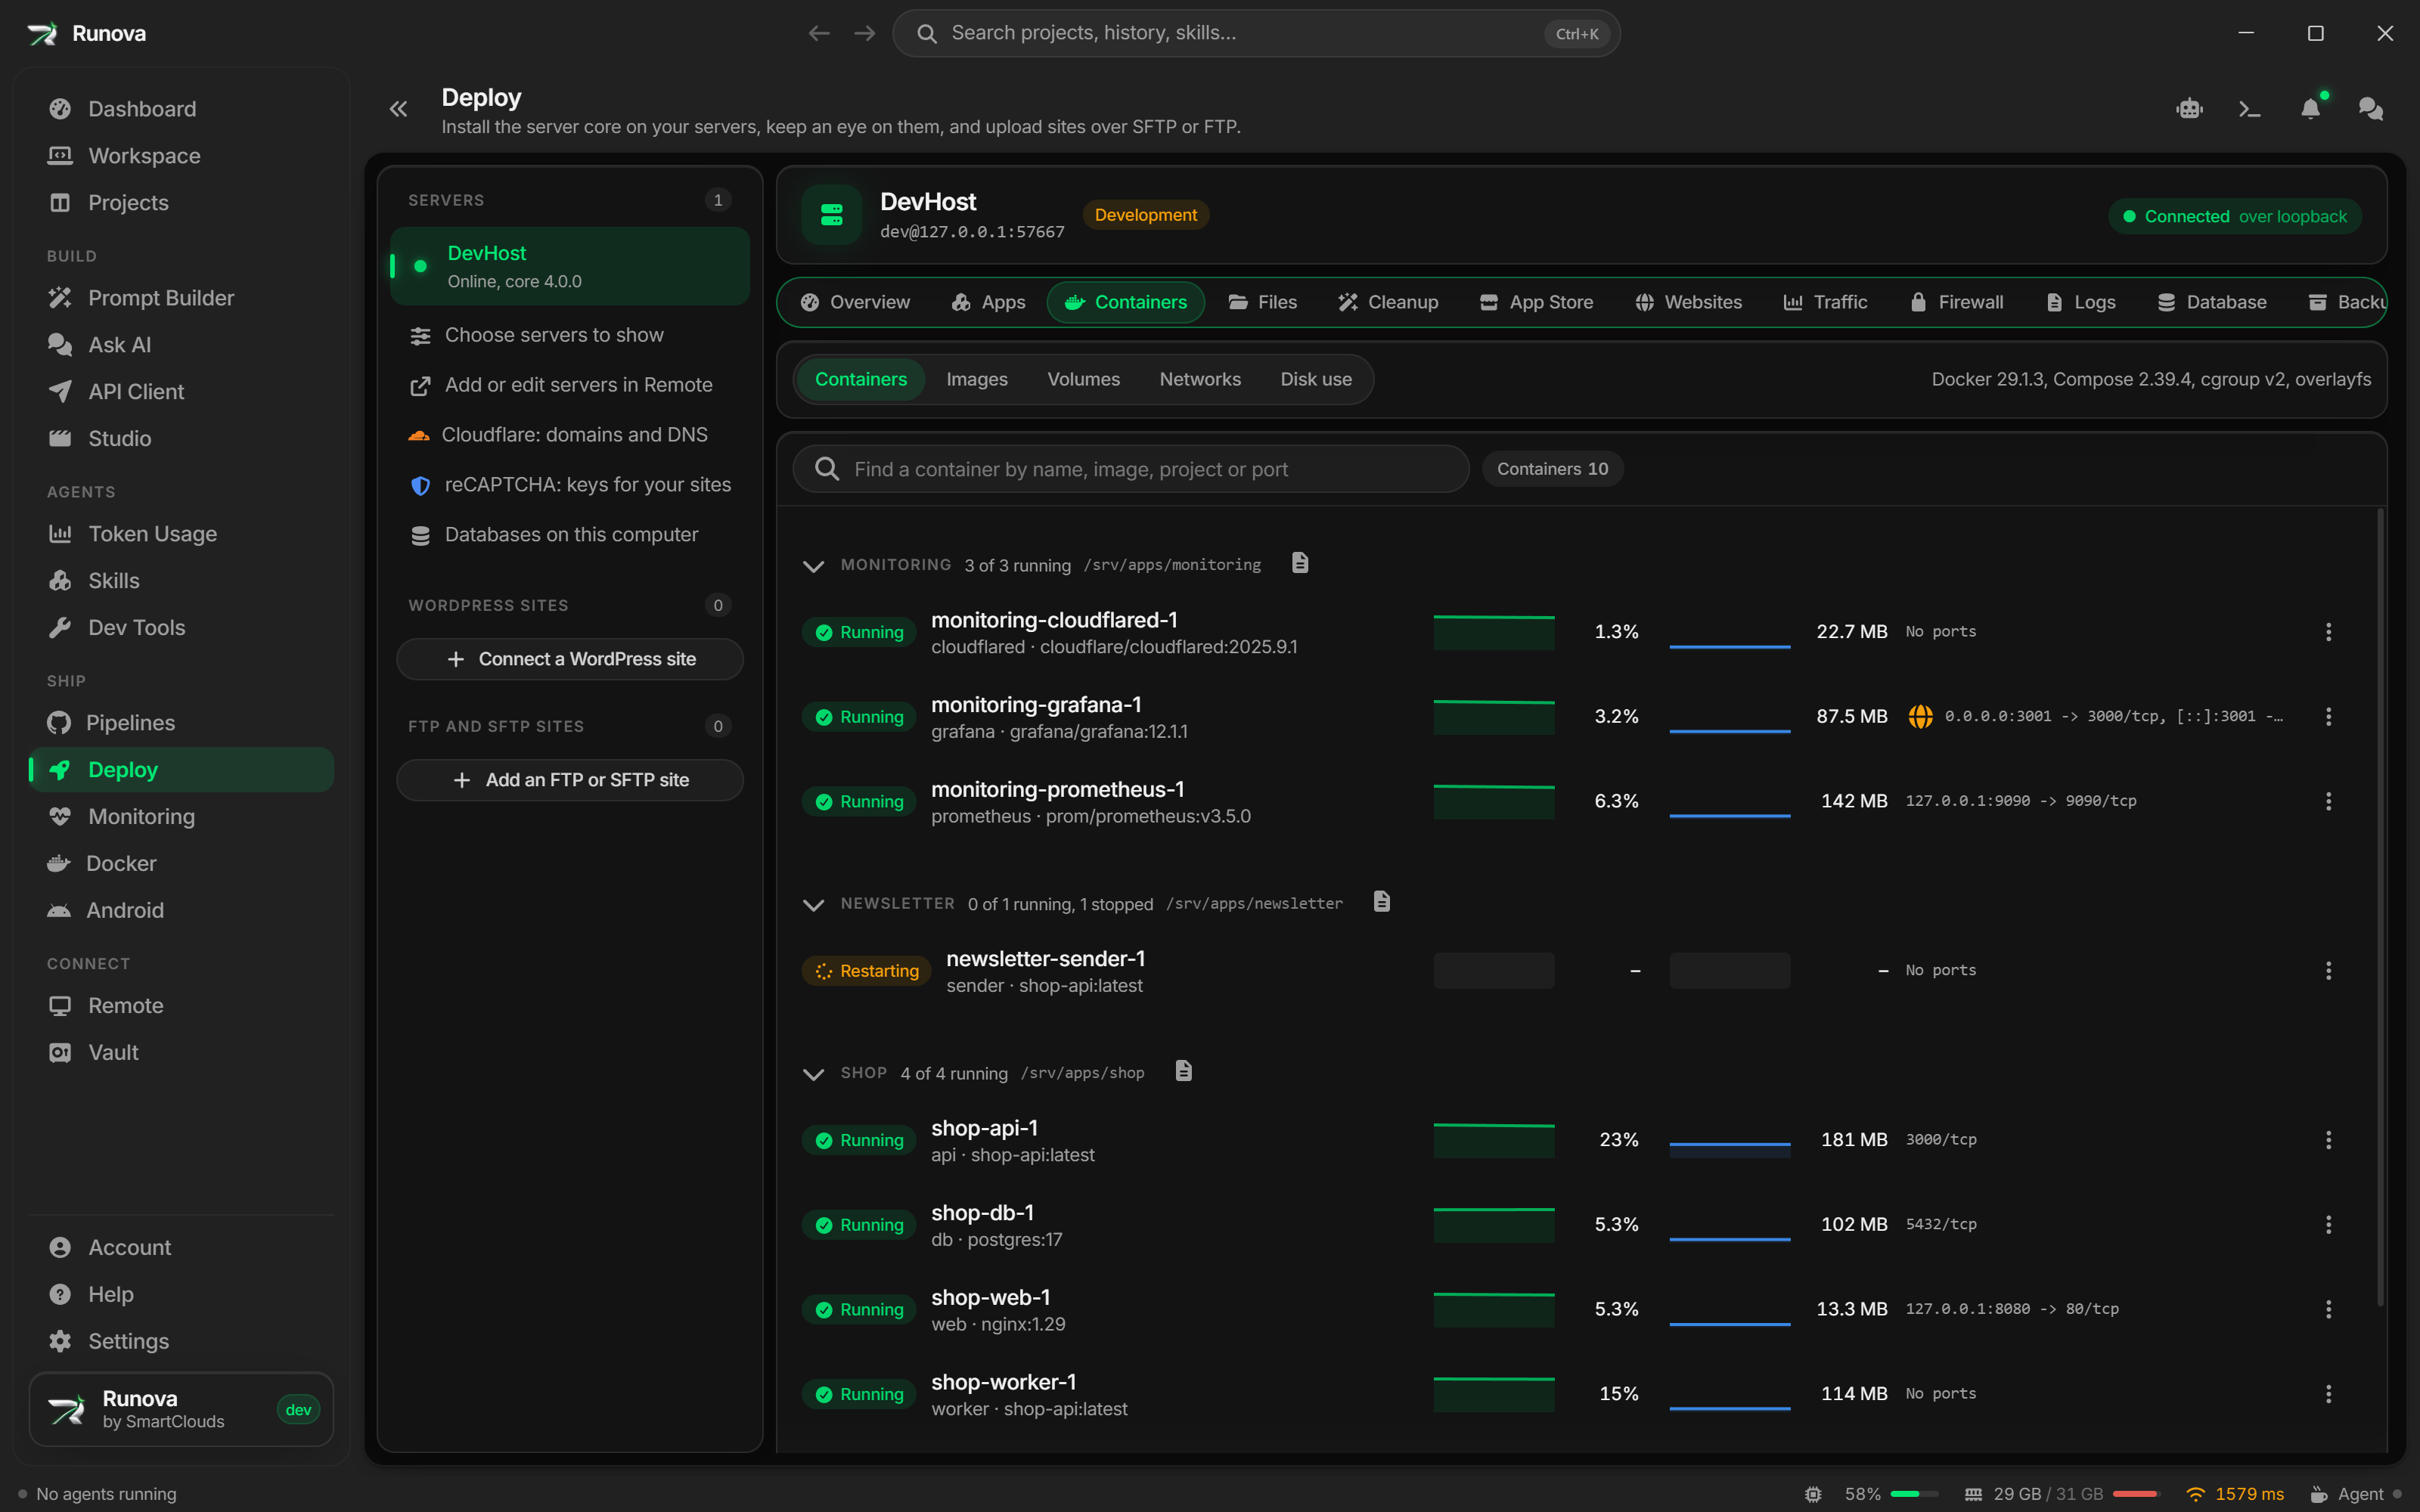 Runova
Search projects, history, skills...
Ctrl+K
Dashboard
Workspace
Projects
BUILD
Prompt Builder
Ask AI
API Client
Studio
AGENTS
Token Usage
Skills
Dev Tools
SHIP
Pipelines
Deploy
Monitoring
Docker
Android
CONNECT
Remote
Vault
Account
Help
Settings
Runova
by SmartClouds
dev
Deploy
Install the server core on your servers, keep an eye on them, and upload sites over SFTP or FTP.
SERVERS 1
DevHost
Online, core 4.0.0
Choose servers to show
Add or edit servers in Remote
Cloudflare: domains and DNS
reCAPTCHA: keys for your sites
Databases on this computer
WORDPRESS SITES 0
Connect a WordPress site
FTP AND SFTP SITES 0
Add an FTP or SFTP site
DevHost
dev@127.0.0.1:57667
Development
Connected over loopback
Overview Apps Containers Files Cleanup App Store Websites Traffic Firewall Logs Database Backu
Containers Images Volumes Networks Disk use
Docker 29.1.3, Compose 2.39.4, cgroup v2, overlayfs
Find a container by name, image, project or port
Containers 10
MONITORING 3 of 3 running /srv/apps/monitoring
Running monitoring-cloudflared-1 1.3% 22.7 MB No ports
cloudflared · cloudflare/cloudflared:2025.9.1
Running monitoring-grafana-1 3.2% 87.5 MB 0.0.0.0:3001 -> 3000/tcp, [::]:3001 -…
grafana · grafana/grafana:12.1.1
Running monitoring-prometheus-1 6.3% 142 MB 127.0.0.1:9090 -> 9090/tcp
prometheus · prom/prometheus:v3.5.0
NEWSLETTER 0 of 1 running, 1 stopped /srv/apps/newsletter
Restarting newsletter-sender-1 – – No ports
sender · shop-api:latest
SHOP 4 of 4 running /srv/apps/shop
Running shop-api-1 23% 181 MB 3000/tcp
api · shop-api:latest
Running shop-db-1 5.3% 102 MB 5432/tcp
db · postgres:17
Running shop-web-1 5.3% 13.3 MB 127.0.0.1:8080 -> 80/tcp
web · nginx:1.29
Running shop-worker-1 15% 114 MB No ports
worker · shop-api:latest
No agents running
58% 29 GB / 31 GB 1579 ms Agent